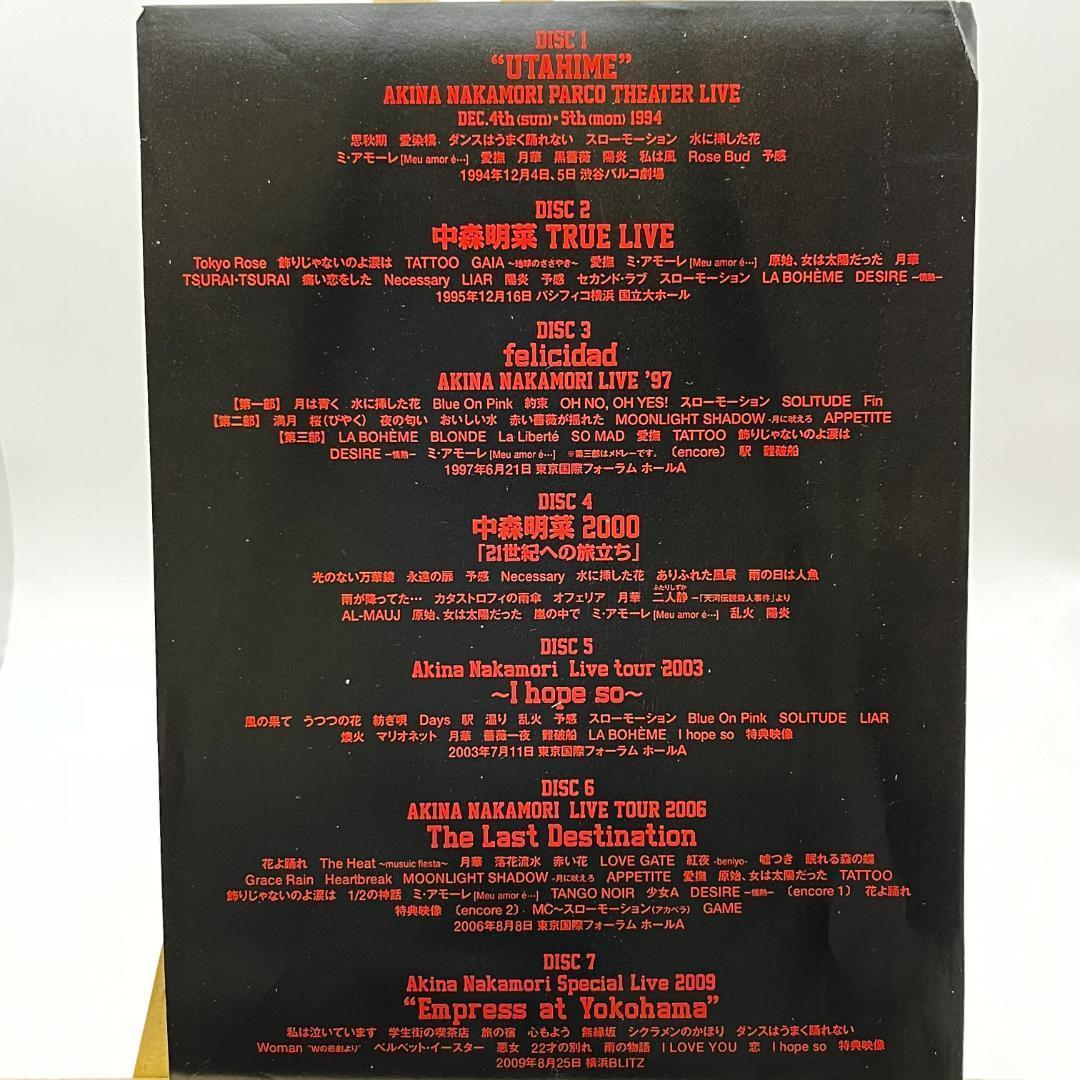 DISC 1
"UTAHIME"
AKINA NAKAMORI PARCO THEATER LIVE
DEC.4th(sun)・5th(mon) 1994
思秋期 愛染橋 ダンスはうまく踊れない スローモーション 水に挿した花
ミ・アモーレ[Meu amor é…] 愛撫 月華 黒薔薇 陽炎 私は風 Rose Bud 予感
1994年12月4日、5日 渋谷パルコ劇場
DISC 2
中森明菜 TRUE LIVE
Tokyo Rose 飾りじゃないのよ涙は TATTOO GAIA～地球のささやき～ 愛撫 ミ・アモーレ[Meu amor é…] 原始、女は太陽だった 月華
TSURAI・TSURAI 痛い恋をした Necessary LIAR 陽炎 予感 セカンド・ラブ スローモーション LA BOHÈME DESIRE－情熱－
1995年12月16日 パシフィコ横浜 国立大ホール
DISC 3
felicidad
AKINA NAKAMORI LIVE '97
【第一部】 月は青く 水に挿した花 Blue On Pink 約束 OH NO, OH YES! スローモーション SOLITUDE Fin
【第二部】 満月 桜(びやく) 夜の匂い おいしい水 赤い薔薇が揺れた MOONLIGHT SHADOW-月に吠えろ APPETITE
【第三部】 LA BOHÈME BLONDE La Liberté SO MAD 愛撫 TATTOO 飾りじゃないのよ涙は
DESIRE－情熱－ ミ・アモーレ[Meu amor é…] ※第三部はメドレーです。 (encore) 駅 難破船
1997年6月21日 東京国際フォーラム ホールA
DISC 4
中森明菜 2000
「21世紀への旅立ち」
光のない万華鏡 永遠の扉 予感 Necessary 水に挿した花 ありふれた風景 雨の日は人魚
雨が降ってた… カタストロフィの雨傘 オフェリア 月華 二人静－「天河伝説殺人事件」より
ふたりしずか
AL-MAUJ 原始、女は太陽だった 嵐の中で ミ・アモーレ[Meu amor é…] 乱火 陽炎
DISC 5
Akina Nakamori Live tour 2003
～I hope so～
風の果て うつつの花 紡ぎ唄 Days 駅 温り 乱火 予感 スローモーション Blue On Pink SOLITUDE LIAR
燠火 マリオネット 月華 薔薇一夜 難破船 LA BOHÈME I hope so 特典映像
2003年7月11日 東京国際フォーラム ホールA
DISC 6
AKINA NAKAMORI LIVE TOUR 2006
The Last Destination
花よ踊れ The Heat ～musuic fiesta～ 月華 落花流水 赤い花 LOVE GATE 紅夜 -beniyo- 嘘つき 眠れる森の蝶
Grace Rain Heartbreak MOONLIGHT SHADOW-月に吠えろ APPETITE 愛撫 原始、女は太陽だった TATTOO
飾りじゃないのよ涙は 1/2の神話 ミ・アモーレ[Meu amor é…] TANGO NOIR 少女A DESIRE－情熱－ (encore 1) 花よ踊れ
特典映像 (encore 2) MC～スローモーション(アカペラ) GAME
2006年8月8日 東京国際フォーラム ホールA
DISC 7
Akina Nakamori Special Live 2009
"Empress at Yokohama"
私は泣いています 学生街の喫茶店 旅の宿 心もよう 無縁坂 シクラメンのかほり ダンスはうまく踊れない
Woman "Wの悲劇より" ベルベット・イースター 悪女 22才の別れ 雨の物語 I LOVE YOU 恋 I hope so 特典映像
2009年8月25日 横浜BLITZ